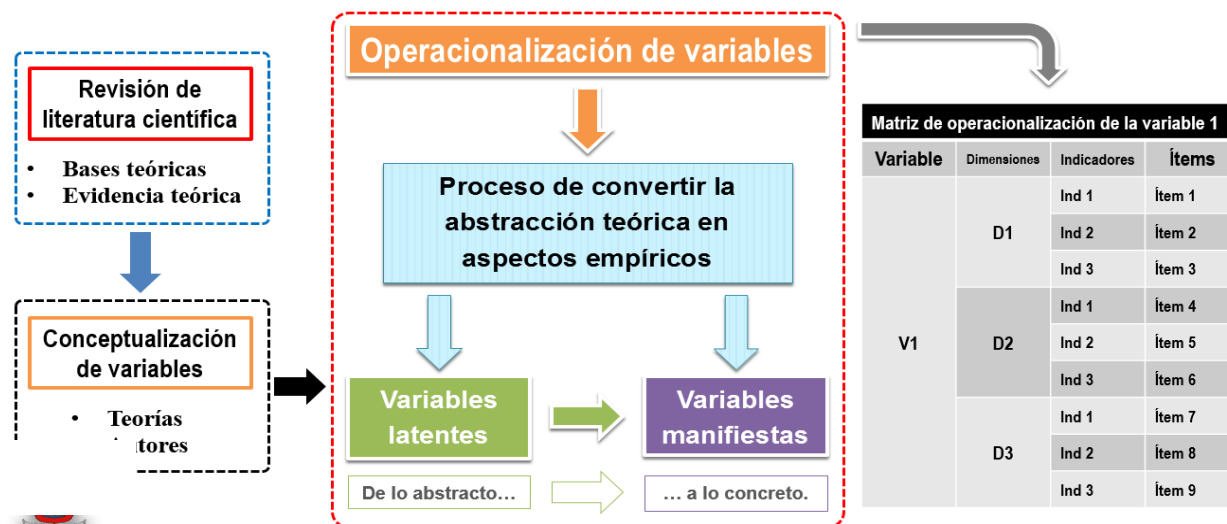 Revisión de
literatura científica
• Bases teóricas
• Evidencia teórica
Conceptualización
de variables
• Teorías
Operacionalización de variables
Proceso de convertir la
abstracción teórica en
aspectos empíricos
Variables
latentes
Variables
manifiestas
De lo abstracto…
… a lo concreto.
Matriz de operacionalización de la variable 1
Variable Dimensiones Indicadores Ítems
V1
D1
Ind 1 Ítem 1
Ind 2 Ítem 2
Ind 3 Ítem 3
D2
Ind 1 Ítem 4
Ind 2 Ítem 5
Ind 3 Ítem 6
D3
Ind 1 Ítem 7
Ind 2 Ítem 8
Ind 3 Ítem 9